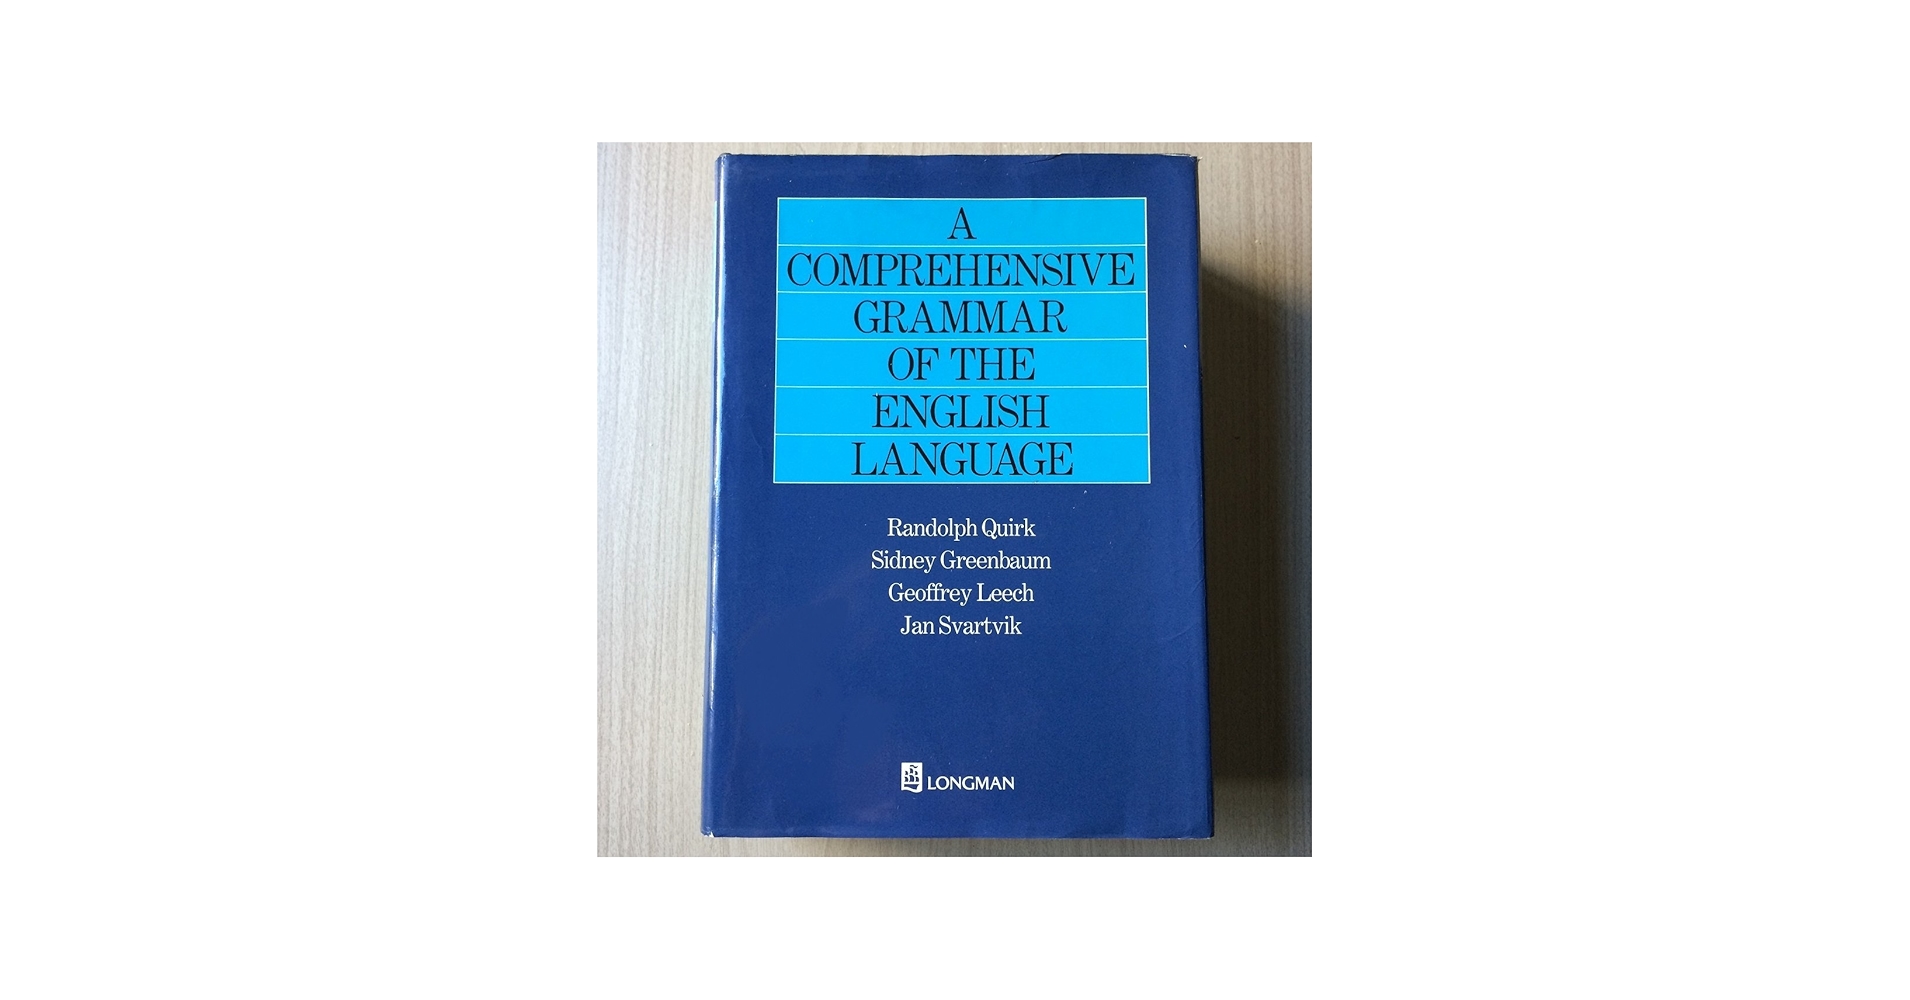 A
COMPREHENSIVE
GRAMMAR
OF THE
ENGLISH
LANGUAGE
Randolph Quirk
Sidney Greenbaum
Geoffrey Leech
Jan Svartvik
LONGMAN